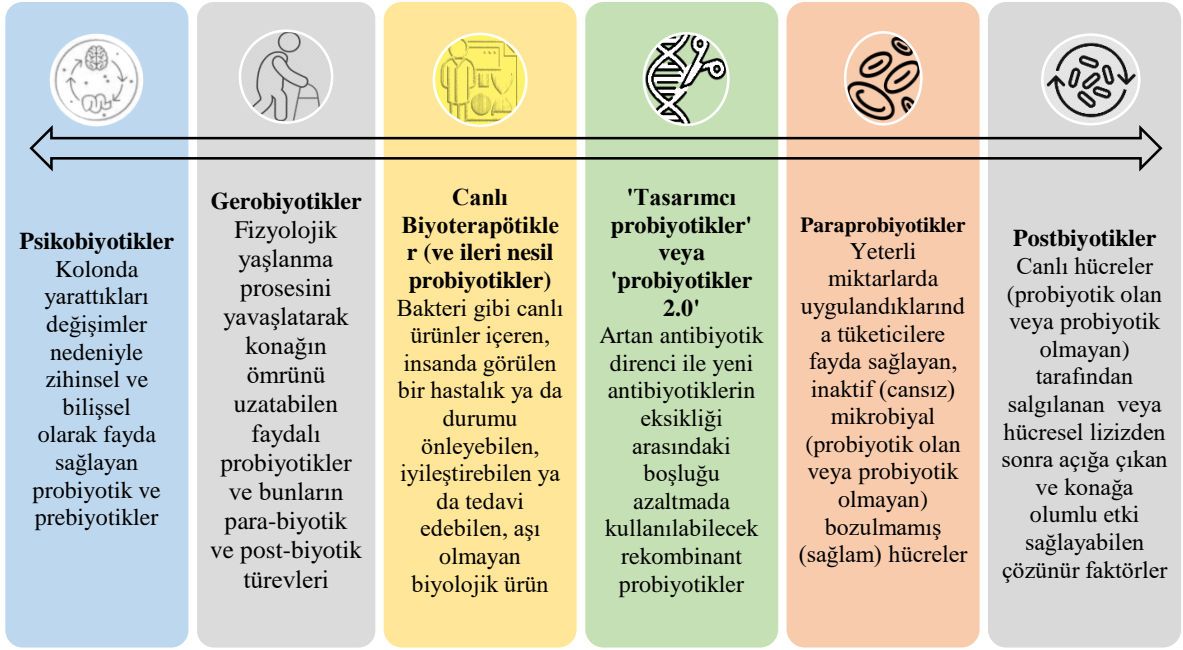 Psikobiyotikler
Kolonda
yarattıkları
değişimler
nedeniyle
zihinsel ve
bilişsel
olarak fayda
sağlayan
probiyotik ve
prebiyotikler
Gerobiyotikler
Fizyolojik
yaşlanma
prosesini
yavaşlatarak
konağın
ömrünü
uzatabilen
faydalı
probiyotikler
ve bunların
para-biyotik
ve post-biyotik
türevleri
Canlı
Biyoterapötikle
r (ve ileri nesil
probiyotikler)
Bakteri gibi canlı
ürünler içeren,
insanda görülen
bir hastalık ya da
durumu
önleyebilen,
iyileştirebilen ya
da tedavi
edebilen, aşı
olmayan
biyolojik ürün
'Tasarımcı
probiyotikler'
veya
'probiyotikler
2.0'
Artan antibiyotik
direnci ile yeni
antibiyotiklerin
eksikliği
arasındaki
boşluğu
azaltmada
kullanılabilecek
rekombinant
probiyotikler
Paraprobiyotikler
Yeterli
miktarlarda
uygulandıklarınd
a tüketicilere
fayda sağlayan,
inaktif (cansız)
mikrobiyal
(probiyotik olan
veya probiyotik
olmayan)
bozulmamış
(sağlam) hücreler
Postbiyotikler
Canlı hücreler
(probiyotik olan
veya probiyotik
olmayan)
tarafından
salgılanan veya
hücresel lizizden
sonra açığa çıkan
ve konağa
olumlu etki
sağlayabilen
çözünür faktörler